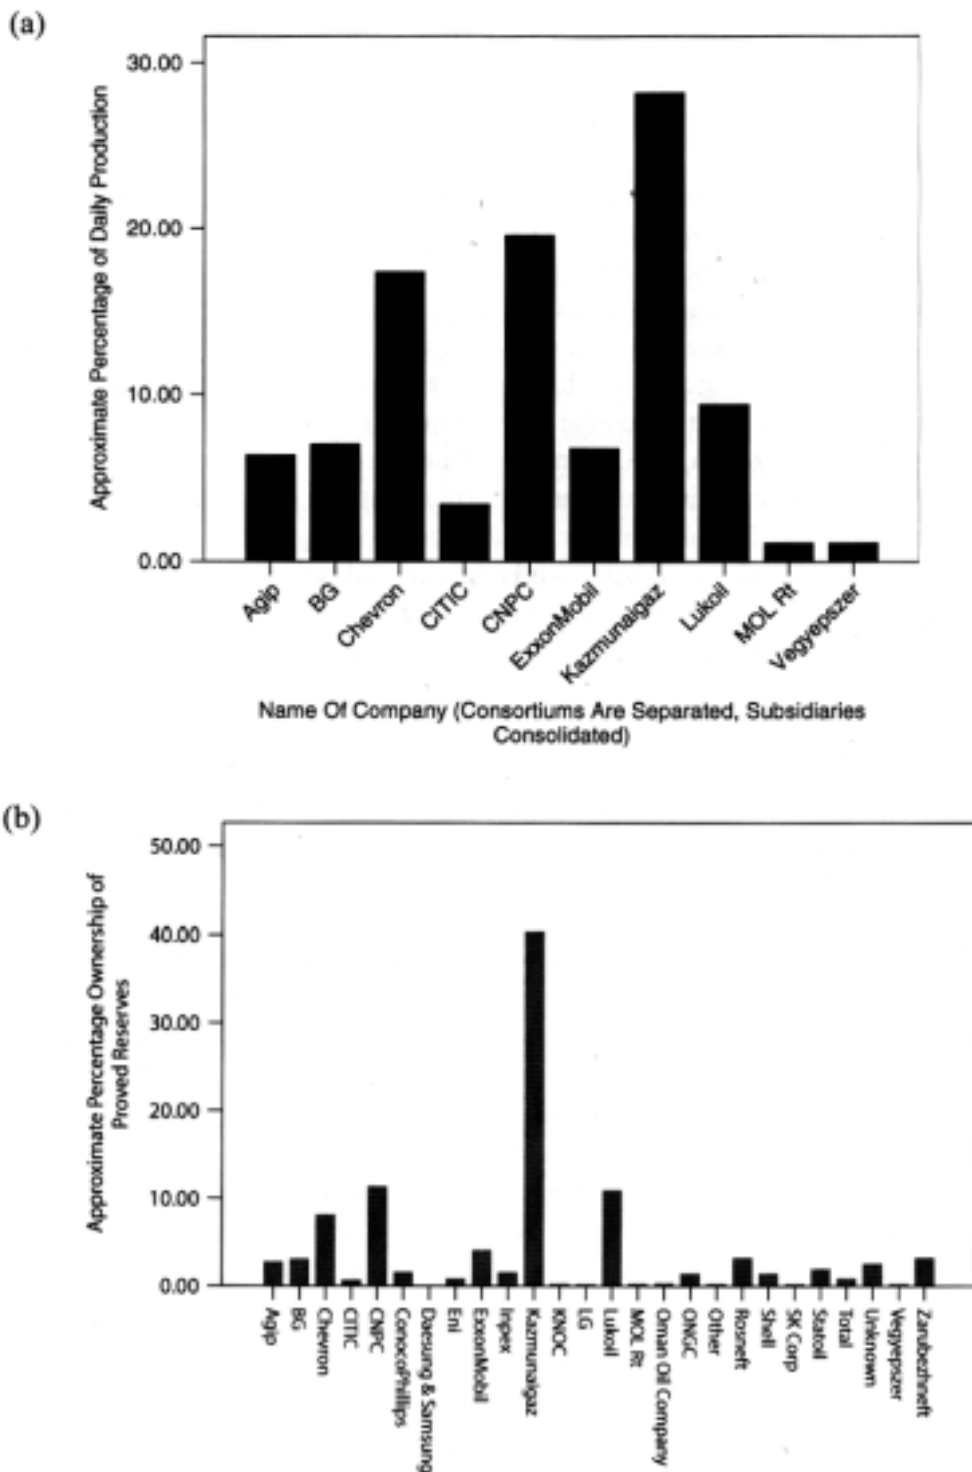 (a)
Approximate Percentage of Daily Production
30.00
20.00
10.00
0.00
Agip
BG
Chevron
CITIC
CNPC
ExxonMobil
Kazmunaigaz
Lukoil
MOL Rt
Vegyepszer
Name Of Company (Consortiums Are Separated, Subsidiaries
Consolidated)
(b)
Approximate Percentage Ownership of
Proved Reserves
50.00
40.00
30.00
20.00
10.00
0.00
Agip
BG
Chevron
CITIC
CNPC
ConocoPhillips
Daesung & Samsung
Eni
ExxonMobil
Inpex
Kazmunaigaz
KNOC
LG
Lukoil
MOL Rt
Oman Oil Company
ONGC
Other
Rosneft
Shell
SK Corp
Statoil
Total
Unknown
Vegyepszer
Zarubezhneft